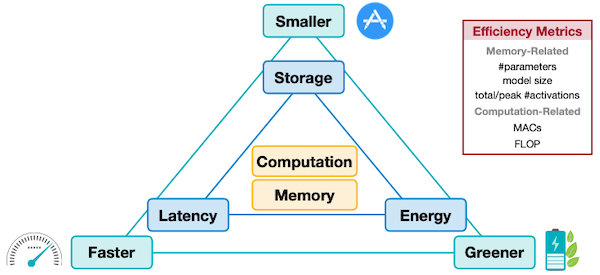 Smaller
Storage
Computation
Memory
Latency
Energy
Faster
Greener
Efficiency Metrics
Memory-Related
#parameters
model size
total/peak #activations
Computation-Related
MACs
FLOP